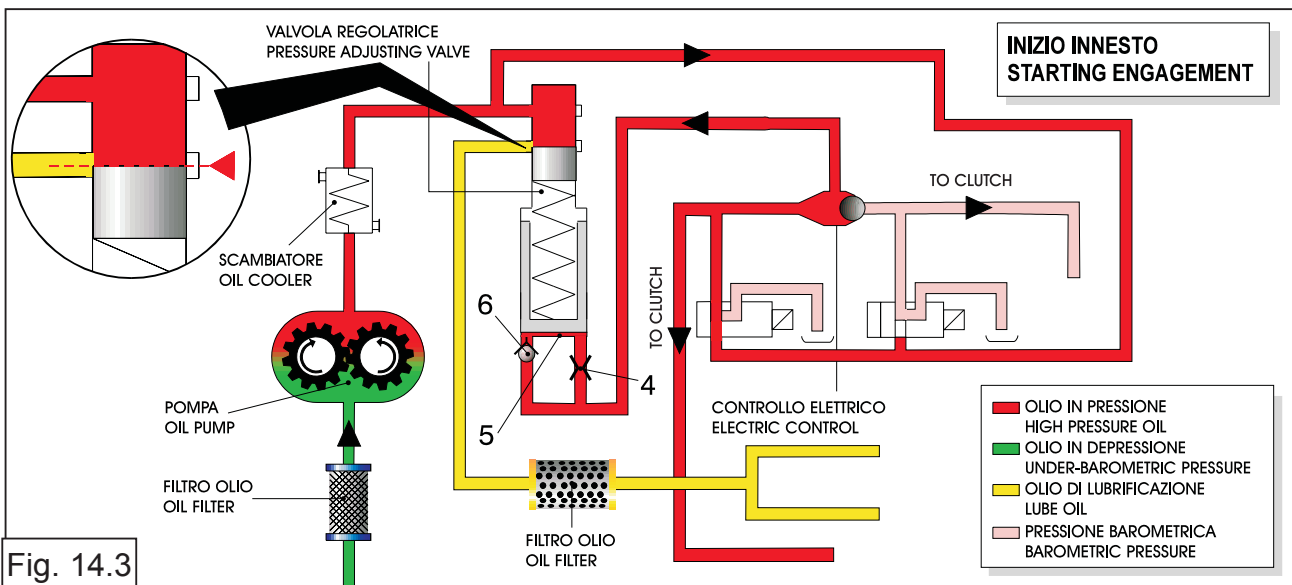 VALVOLA REGOLATRICE
PRESSURE ADJUSTING VALVE
INIZIO INNESTO
STARTING ENGAGEMENT
TO CLUTCH
SCAMBIATORE
OIL COOLER
TO CLUTCH
6
4
5
POMPA
OIL PUMP
CONTROLLO ELETTRICO
ELECTRIC CONTROL
FILTRO OLIO
OIL FILTER
FILTRO OLIO
OIL FILTER
OLIO IN PRESSIONE
HIGH PRESSURE OIL
OLIO IN DEPRESSIONE
UNDER-BAROMETRIC PRESSURE
OLIO DI LUBRIFICAZIONE
LUBE OIL
PRESSIONE BAROMETRICA
BAROMETRIC PRESSURE
Fig. 14.3